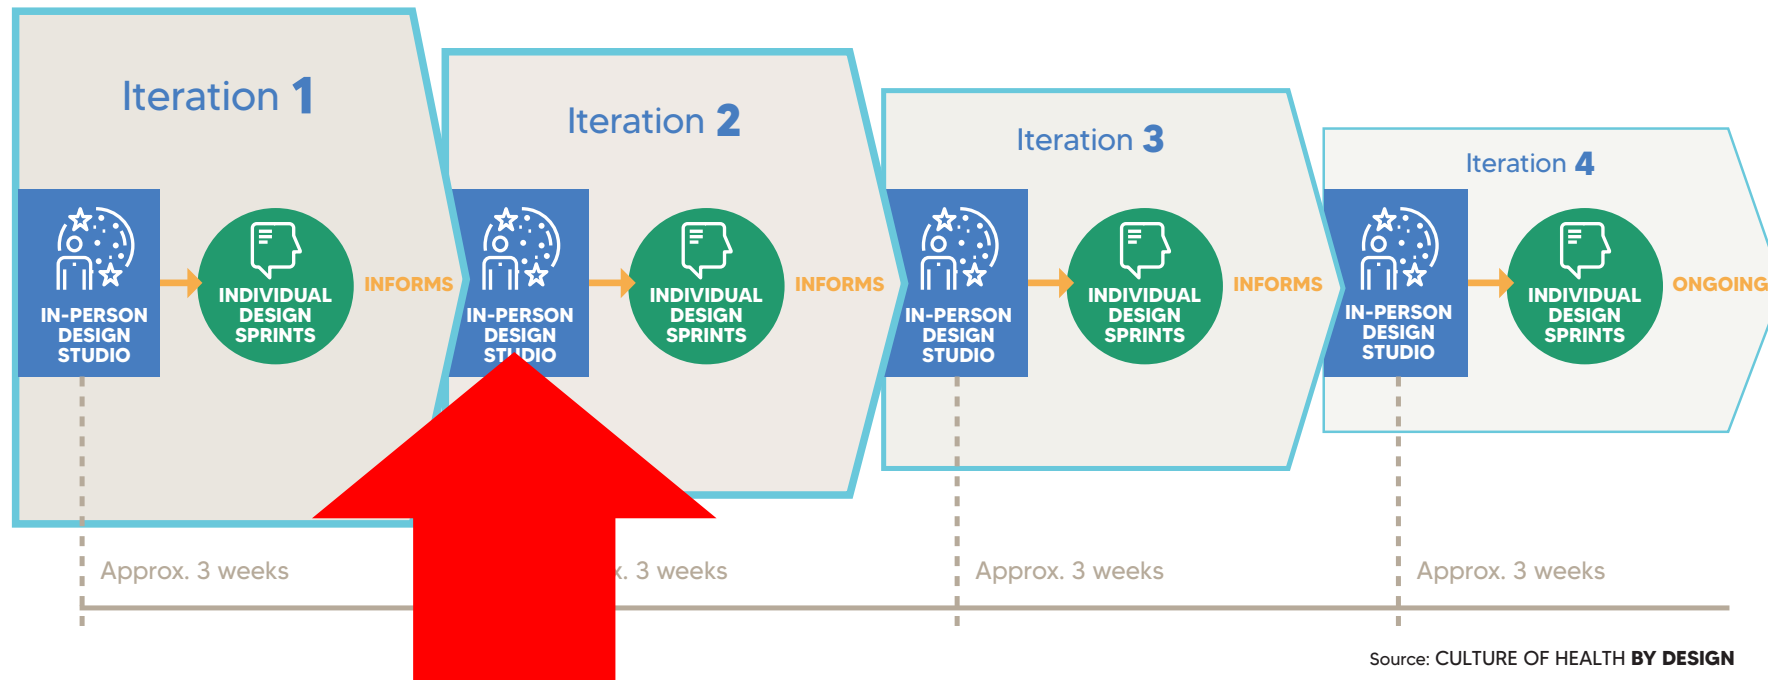 Iteration 1
IN-PERSON
DESIGN
STUDIO
INDIVIDUAL
DESIGN
SPRINTS
INFORMS
Approx. 3 weeks
Iteration 2
IN-PERSON
DESIGN
STUDIO
INDIVIDUAL
DESIGN
SPRINTS
INFORMS
3 weeks
Iteration 3
IN-PERSON
DESIGN
STUDIO
INDIVIDUAL
DESIGN
SPRINTS
INFORMS
Approx. 3 weeks
Iteration 4
IN-PERSON
DESIGN
STUDIO
INDIVIDUAL
DESIGN
SPRINTS
ONGOING
Approx. 3 weeks
Source: CULTURE OF HEALTH BY DESIGN